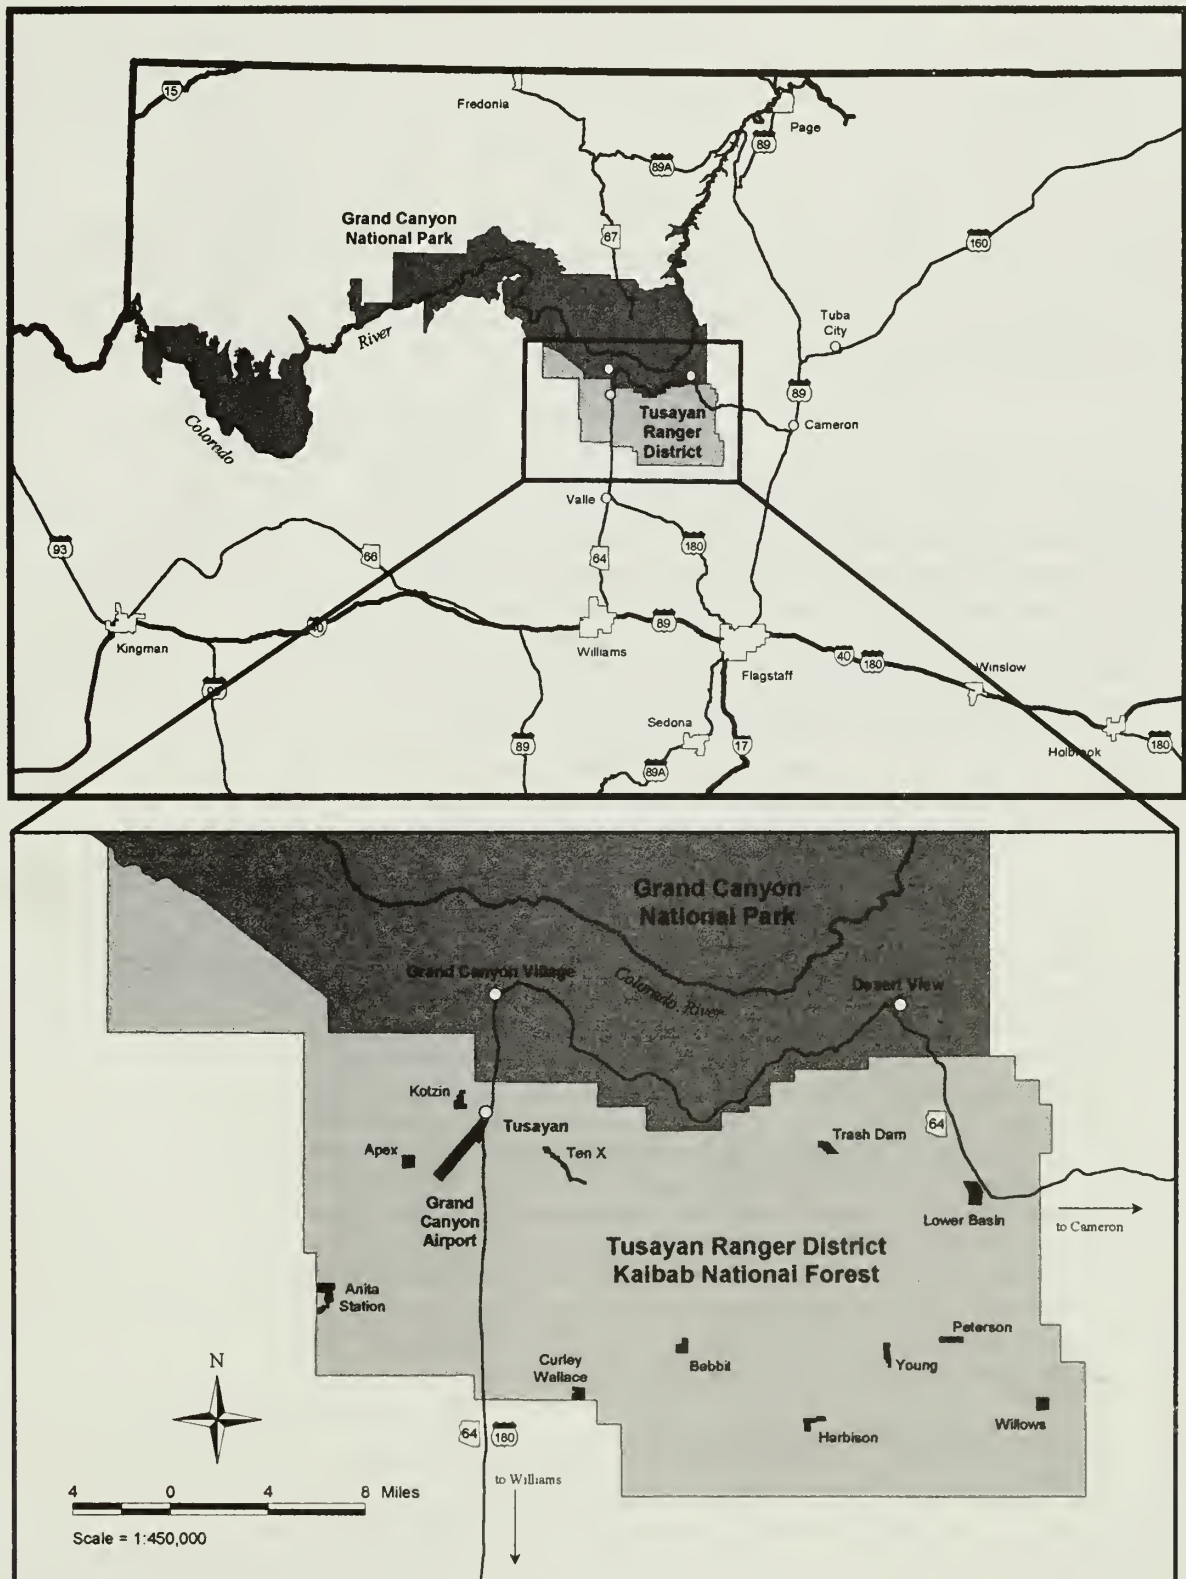 15
Fredonia
Page
89
89A
Grand Canyon
National Park
67
160
River
Tuba
City
89
Colorado
Tusayan
Ranger
District
Cameron
Valle
93
66
64
180
Kingman
40
Williams
89
Flagstaff
40
180
Winslow
Sedona
89
89A
17
Holbrook
180
Grand Canyon
National Park
Grand Canyon Village
Colorado River
Desert View
Kotzin
Tusayan
Apex
Ten X
Trash Dam
64
Grand
Canyon
Airport
Lower Basin
to Cameron
Tusayan Ranger District
Kaibab National Forest
Anita
Station
Peterson
Babbit
Young
Curley
Wallace
Willows
Harbison
N
64
180
to Williams
4 0 4 8 Miles
Scale = 1:450,000